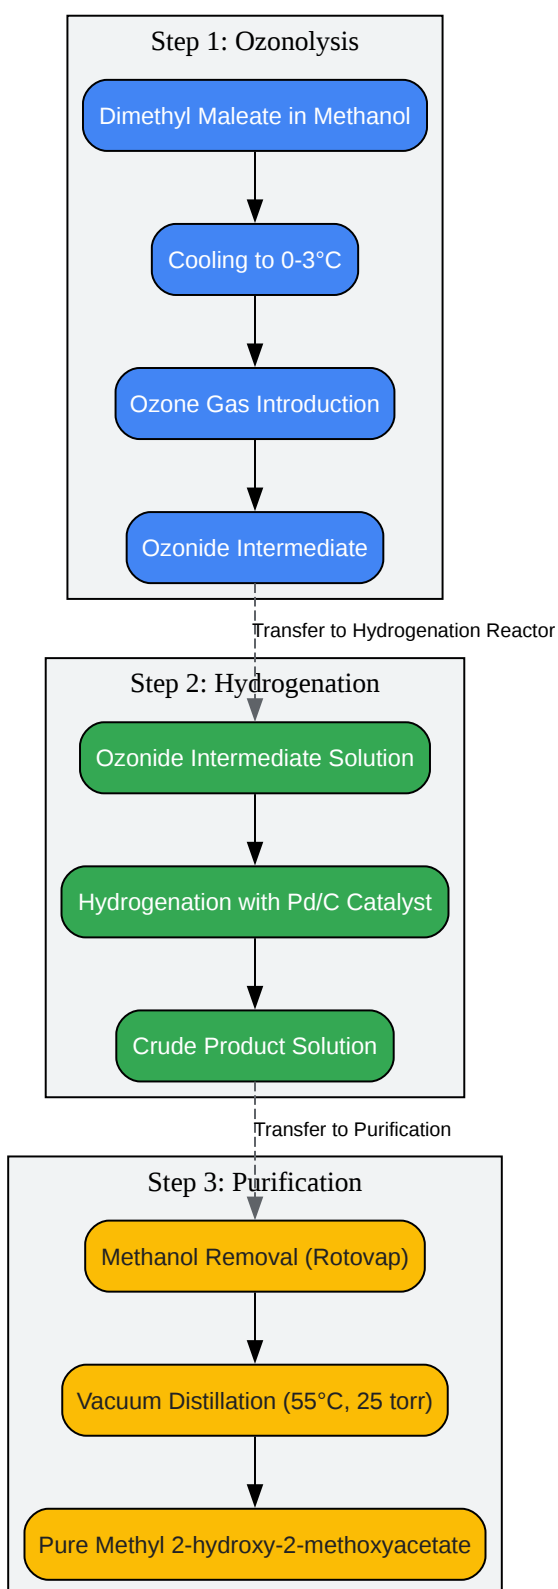 Step 1: Ozonolysis
Dimethyl Maleate in Methanol
Cooling to 0-3°C
Ozone Gas Introduction
Ozonide Intermediate
Transfer to Hydrogenation Reactor
Step 2: Hydrogenation
Ozonide Intermediate Solution
Hydrogenation with Pd/C Catalyst
Crude Product Solution
Transfer to Purification
Step 3: Purification
Methanol Removal (Rotovap)
Vacuum Distillation (55°C, 25 torr)
Pure Methyl 2-hydroxy-2-methoxyacetate